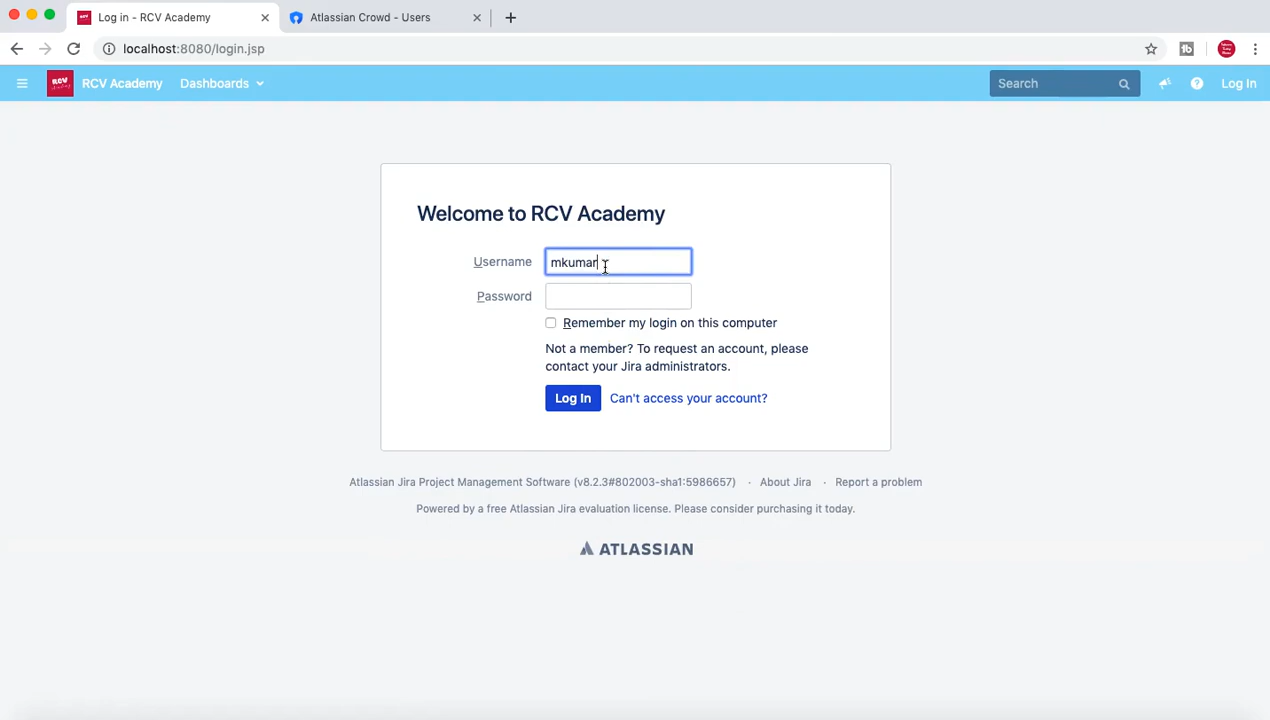 Log in - RCV Academy
Atlassian Crowd - Users
localhost:8080/login.jsp
RCV Academy
Dashboards
Search
Log In
Welcome to RCV Academy
Username
mkumar
Password
Remember my login on this computer
Not a member? To request an account, please
contact your Jira administrators.
Log In
Can't access your account?
Atlassian Jira Project Management Software (v8.2.3#802003-sha1:5986657) · About Jira · Report a problem
Powered by a free Atlassian Jira evaluation license. Please consider purchasing it today.
ATLASSIAN